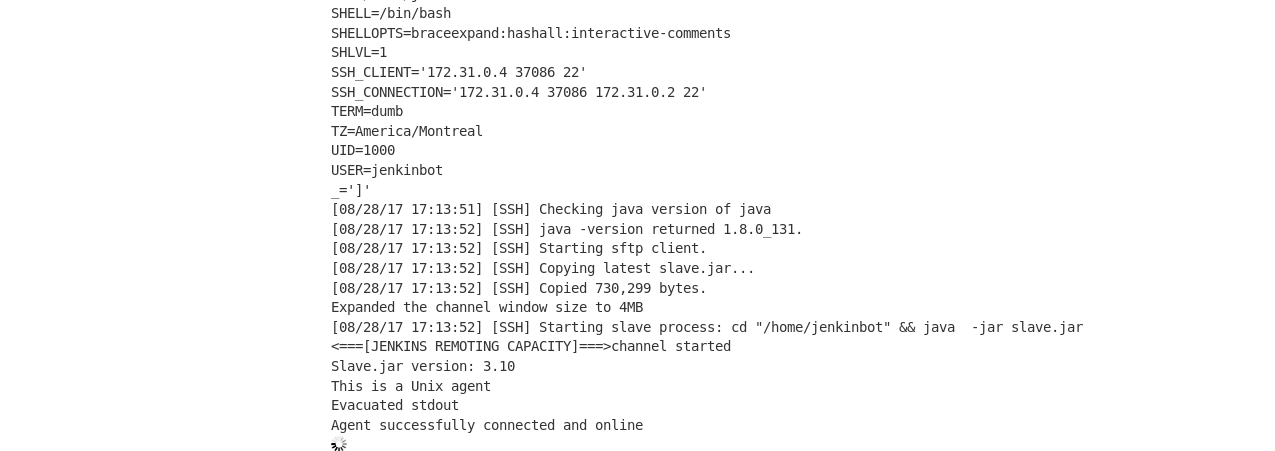 SHELL=/bin/bash
SHELLOPTS=braceexpand:hashall:interactive-comments
SHLVL=1
SSH_CLIENT='172.31.0.4 37086 22'
SSH_CONNECTION='172.31.0.4 37086 172.31.0.2 22'
TERM=dumb
TZ=America/Montreal
UID=1000
USER=jenkinbot
_=']'
[08/28/17 17:13:51] [SSH] Checking java version of java
[08/28/17 17:13:52] [SSH] java -version returned 1.8.0_131.
[08/28/17 17:13:52] [SSH] Starting sftp client.
[08/28/17 17:13:52] [SSH] Copying latest slave.jar...
[08/28/17 17:13:52] [SSH] Copied 730,299 bytes.
Expanded the channel window size to 4MB
[08/28/17 17:13:52] [SSH] Starting slave process: cd "/home/jenkinbot" && java  -jar slave.jar
<===[JENKINS REMOTING CAPACITY]===>channel started
Slave.jar version: 3.10
This is a Unix agent
Evacuated stdout
Agent successfully connected and online